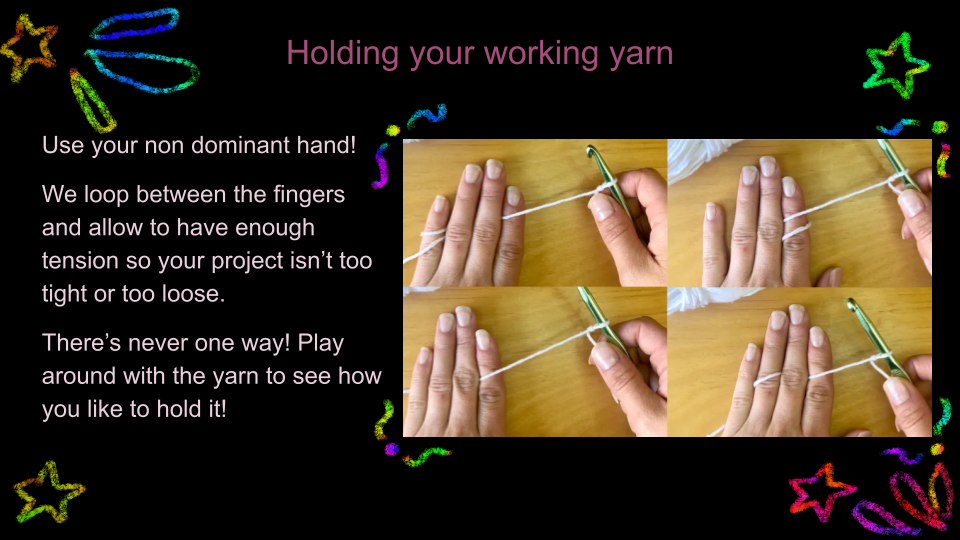 Holding your working yarn
Use your non dominant hand!
We loop between the fingers
and allow to have enough
tension so your project isn’t too
tight or too loose.
There’s never one way! Play
around with the yarn to see how
you like to hold it!